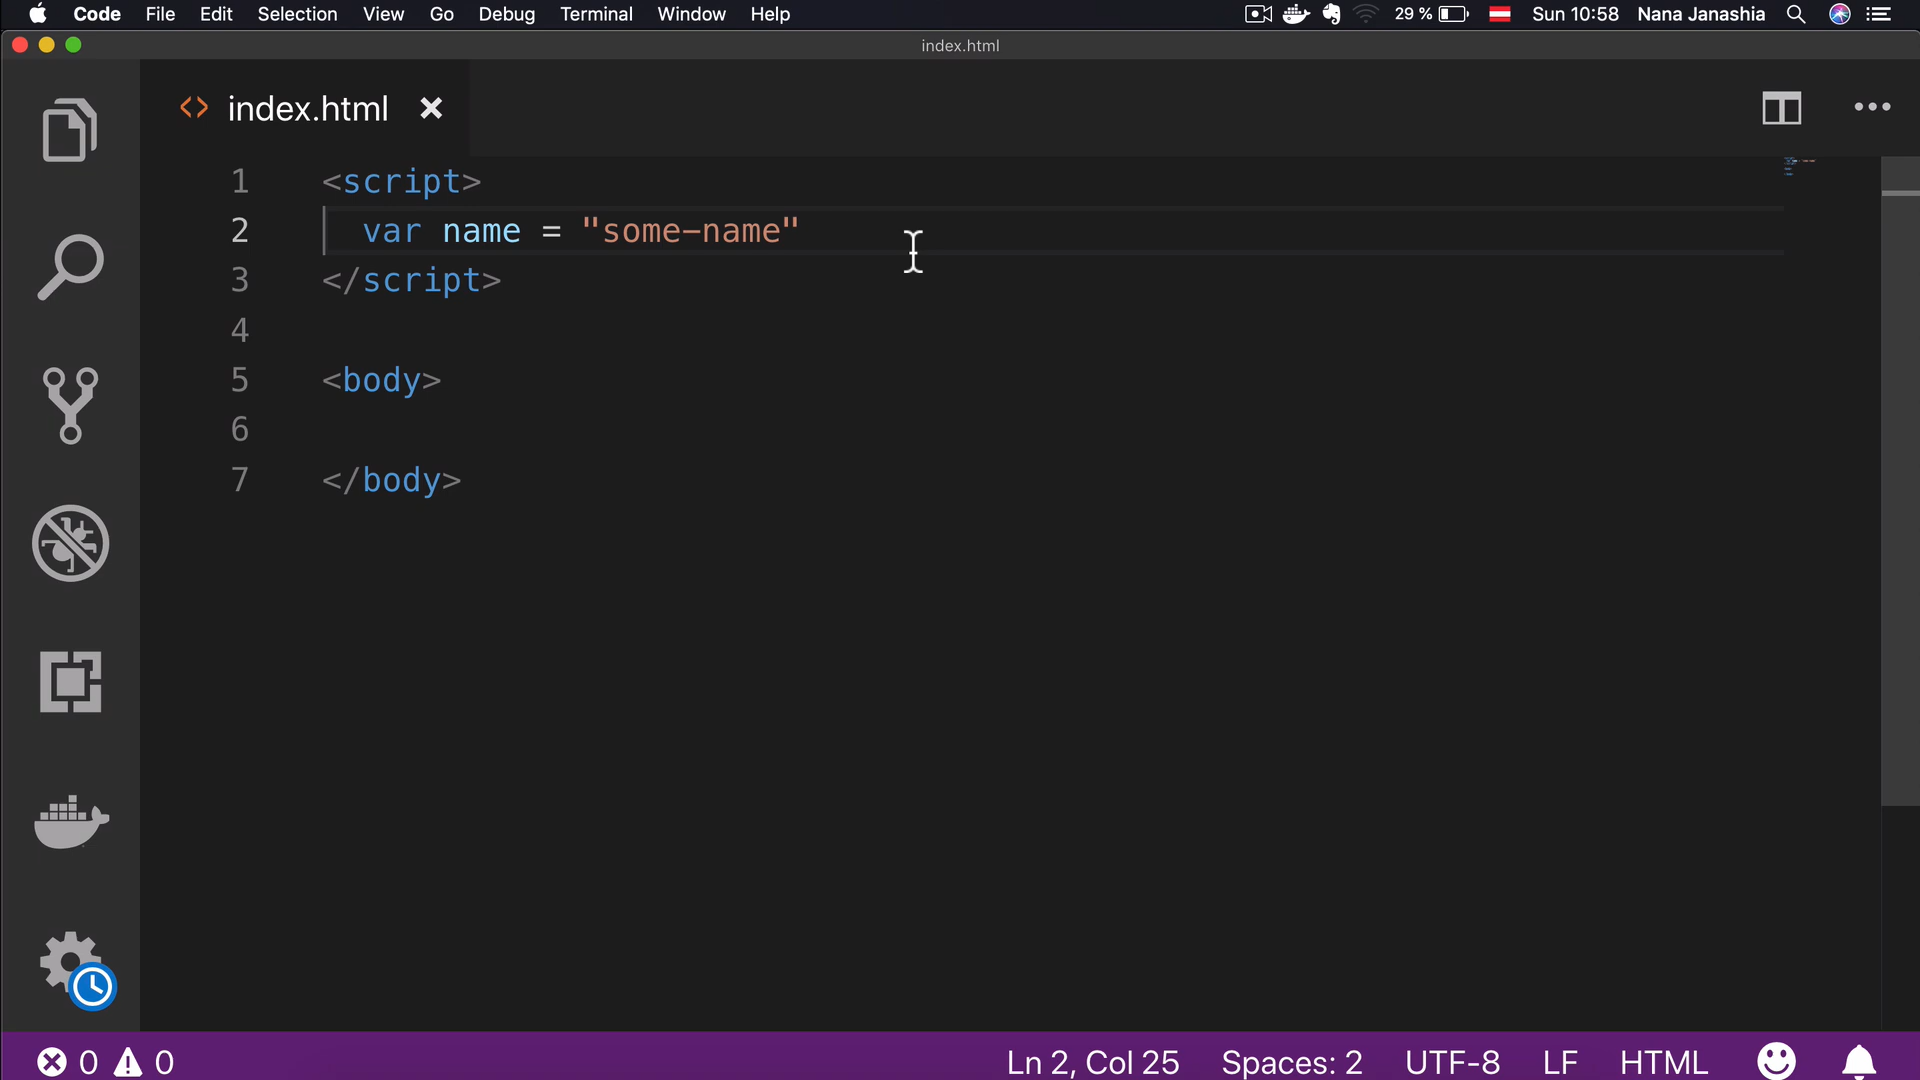 Code File Edit Selection View Go Debug Terminal Window Help 29 % Sun 10:58 Nana Janashia
index.html
index.html
1 <script>
2 var name = "some-name"
3 </script>
4
5 <body>
6
7 </body>
0 0 Ln 2, Col 25 Spaces: 2 UTF-8 LF HTML